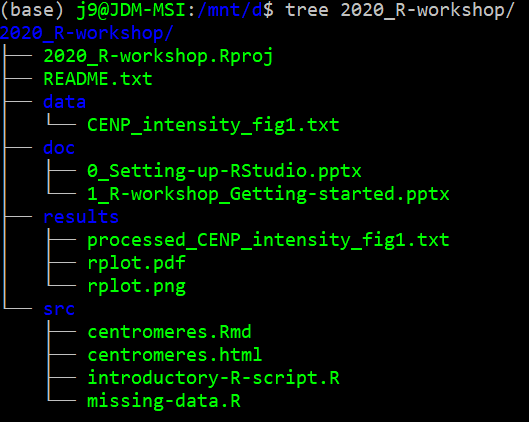 (base) j9@JDM-MSI:/mnt/d$ tree 2020_R-workshop/
2020_R-workshop/
├── 2020_R-workshop.Rproj
├── README.txt
├── data
│   └── CENP_intensity_fig1.txt
├── doc
│   ├── 0_Setting-up-RStudio.pptx
│   └── 1_R-workshop_Getting-started.pptx
├── results
│   ├── processed_CENP_intensity_fig1.txt
│   ├── rplot.pdf
│   └── rplot.png
└── src
    ├── centromeres.Rmd
    ├── centromeres.html
    ├── introductory-R-script.R
    └── missing-data.R